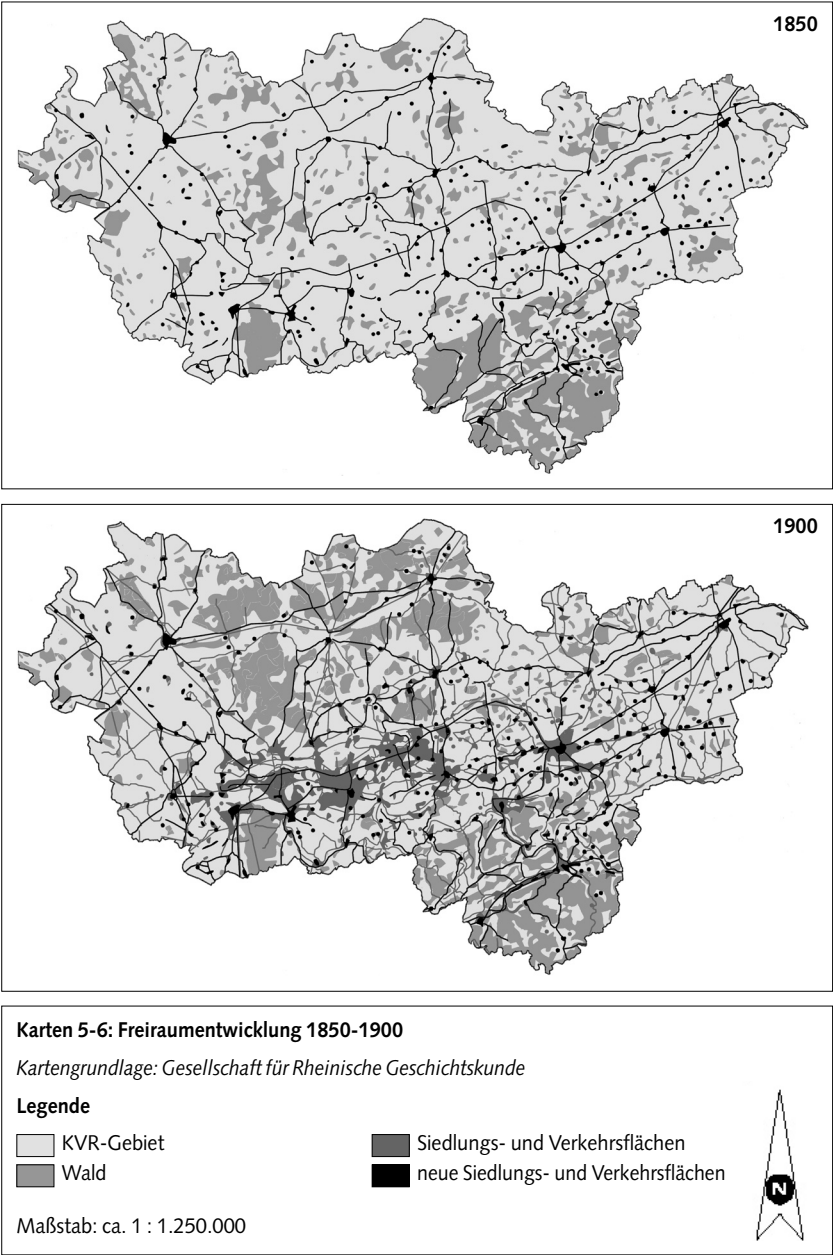 1850
1900
Karten 5-6: Freiraumentwicklung 1850-1900
Kartengrundlage: Gesellschaft für Rheinische Geschichtskunde
Legende
KVR-Gebiet
Siedlungs- und Verkehrsflächen
Wald
neue Siedlungs- und Verkehrsflächen
N
Maßstab: ca. 1 : 1.250.000